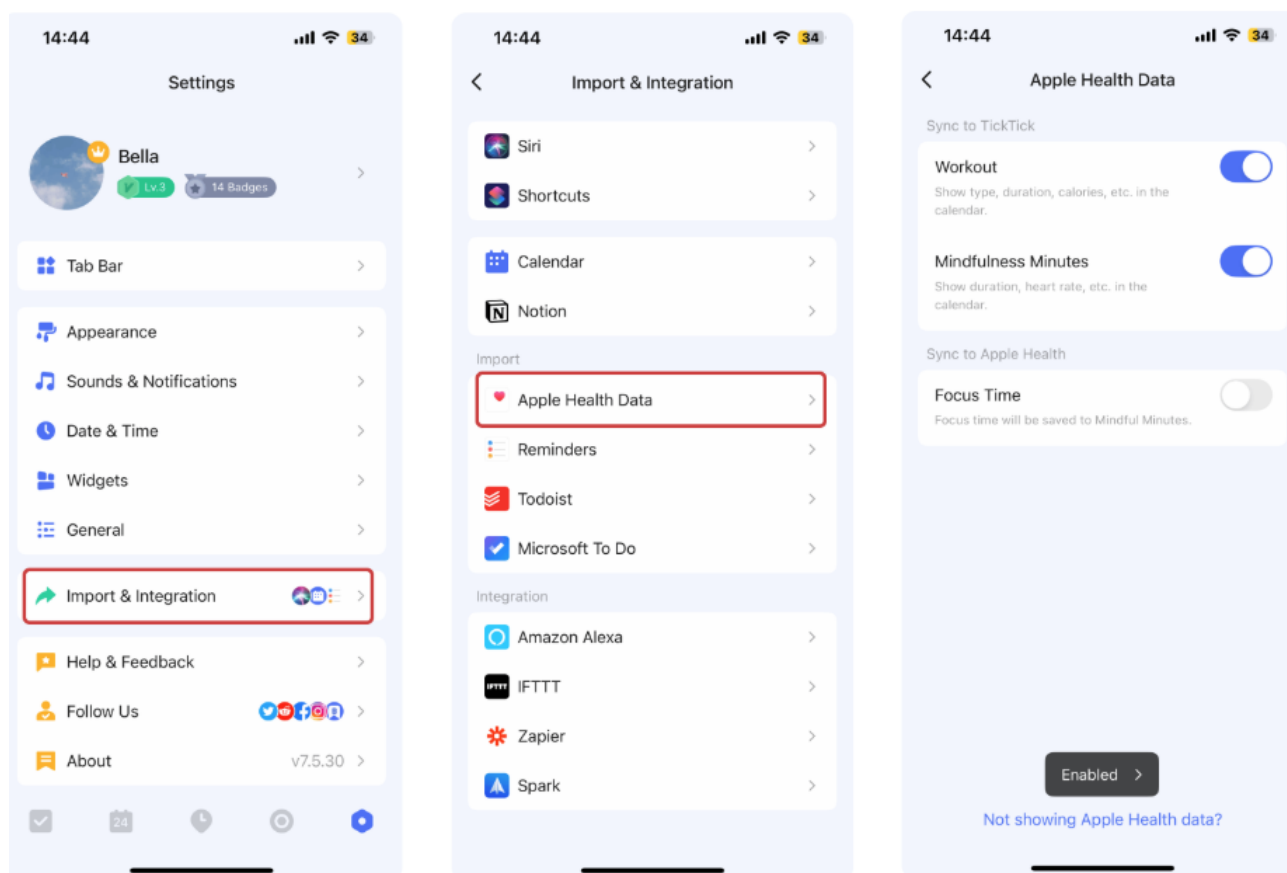 14:44
34
Settings
Bella
Lv.3
14 Badges
Tab Bar
Appearance
Sounds & Notifications
Date & Time
Widgets
General
Import & Integration
Help & Feedback
Follow Us
About
v7.5.30
24
14:44
34
Import & Integration
Siri
Shortcuts
Calendar
Notion
Import
Apple Health Data
Reminders
Todoist
Microsoft To Do
Integration
Amazon Alexa
IFTTT
IFTTT
Zapier
Spark
14:44
34
Apple Health Data
Sync to TickTick
Workout
Show type, duration, calories, etc. in the
calendar.
Mindfulness Minutes
Show duration, heart rate, etc. in the
calendar.
Sync to Apple Health
Focus Time
Focus time will be saved to Mindful Minutes.
Enabled
Not showing Apple Health data?